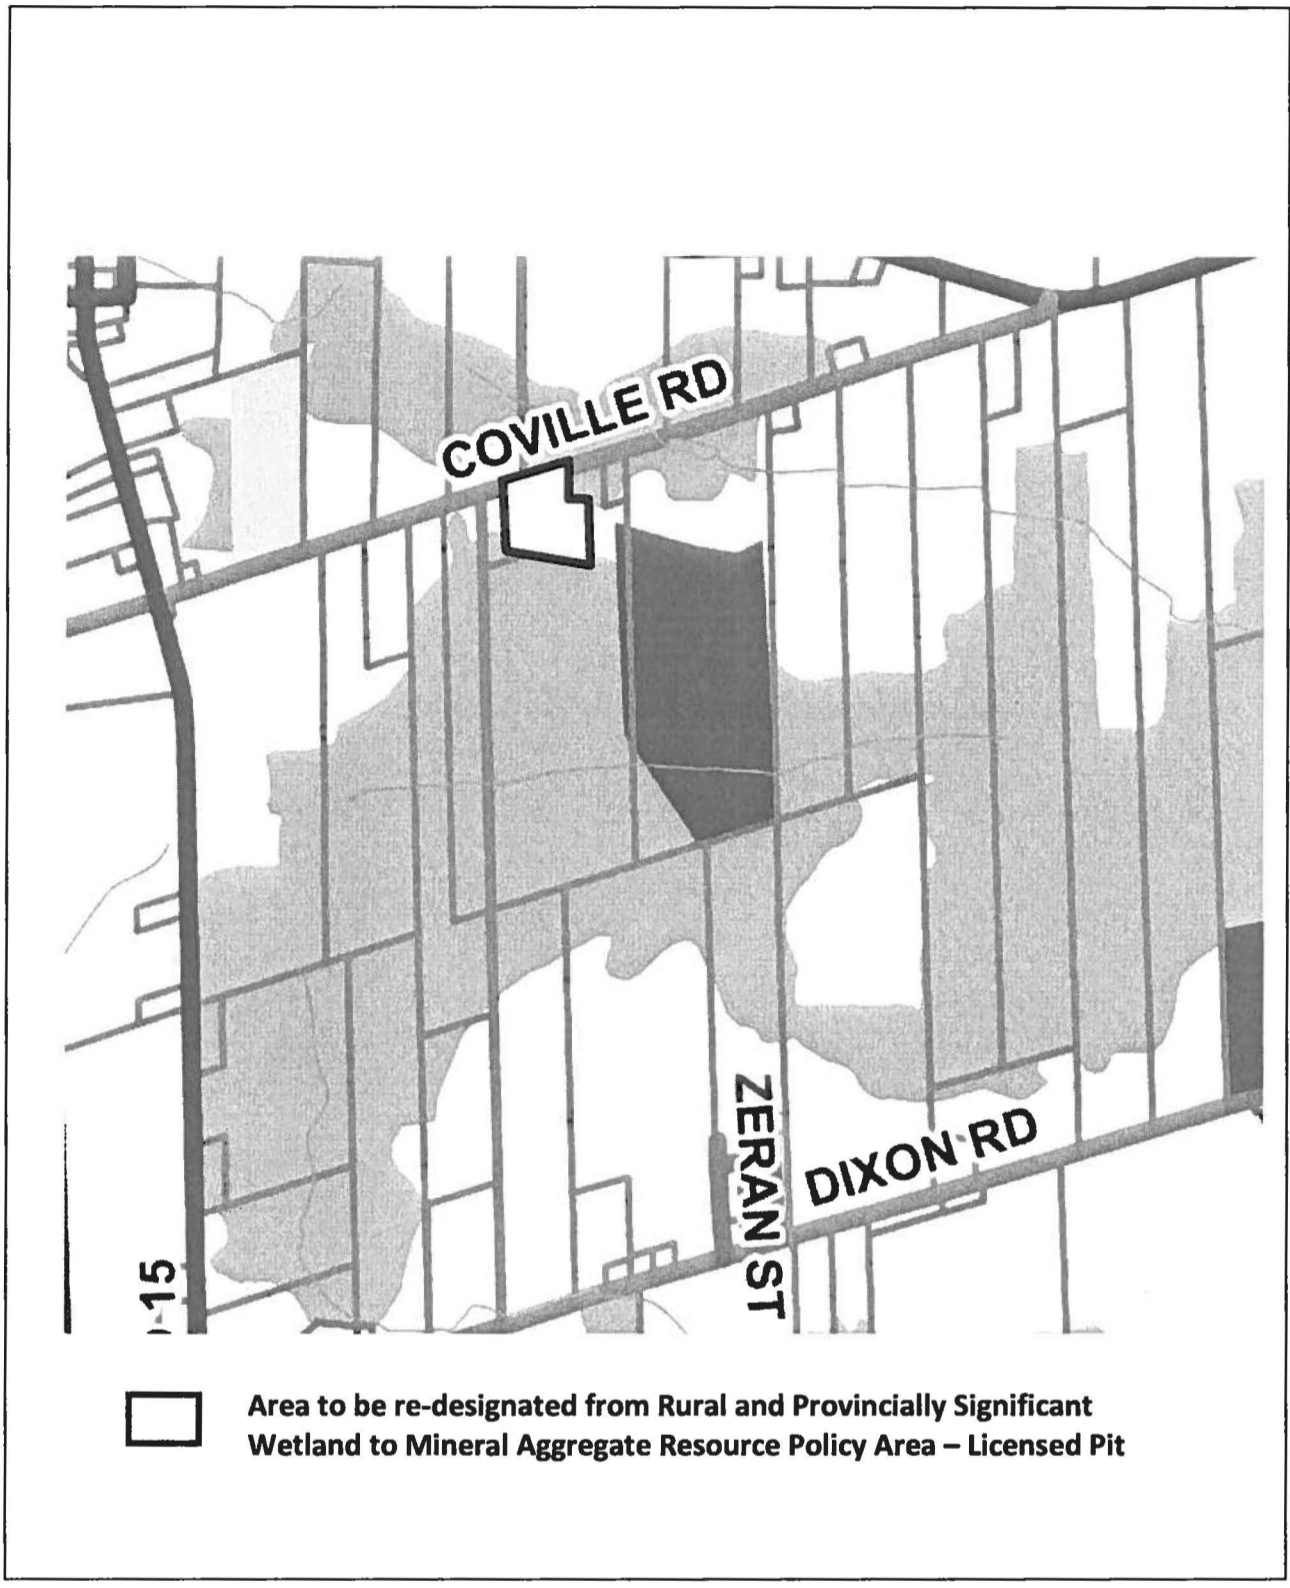 COVILLE RD
ZERAN ST
DIXON RD
15
Area to be re-designated from Rural and Provincially Significant
Wetland to Mineral Aggregate Resource Policy Area – Licensed Pit